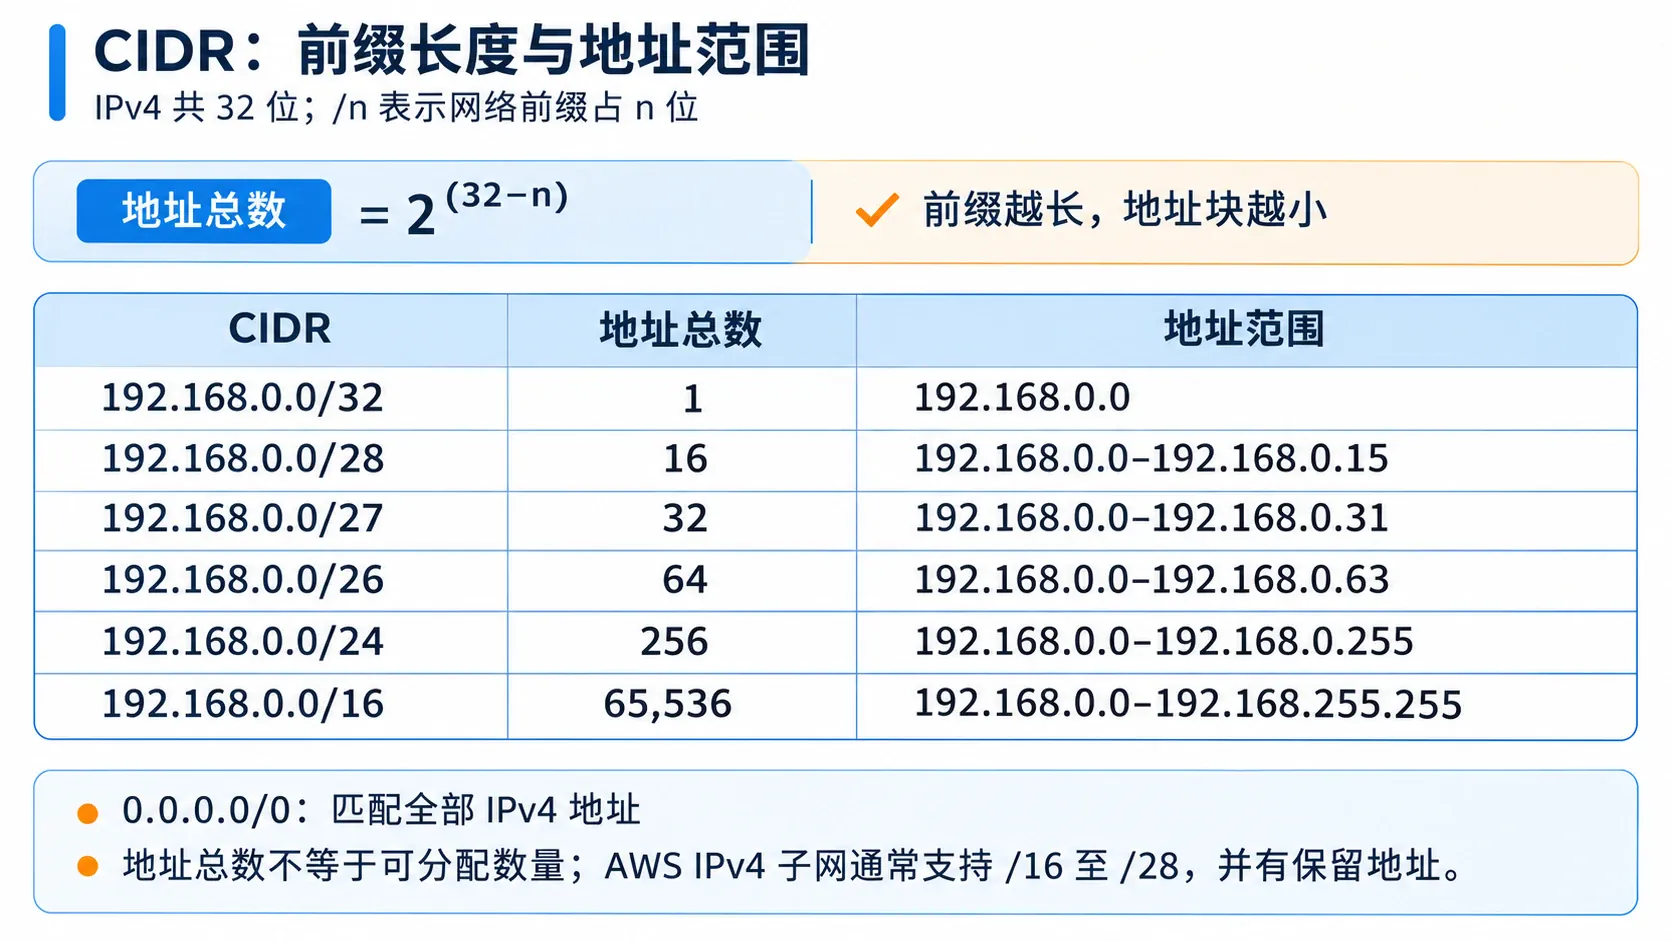 CIDR：前缀长度与地址范围
IPv4 共 32 位；/n 表示网络前缀占 n 位
地址总数 = 2^(32−n)
前缀越长，地址块越小
CIDR 地址总数 地址范围
192.168.0.0/32 1 192.168.0.0
192.168.0.0/28 16 192.168.0.0–192.168.0.15
192.168.0.0/27 32 192.168.0.0–192.168.0.31
192.168.0.0/26 64 192.168.0.0–192.168.0.63
192.168.0.0/24 256 192.168.0.0–192.168.0.255
192.168.0.0/16 65,536 192.168.0.0–192.168.255.255
0.0.0.0/0：匹配全部 IPv4 地址
地址总数不等于可分配数量；AWS IPv4 子网通常支持 /16 至 /28，并有保留地址。